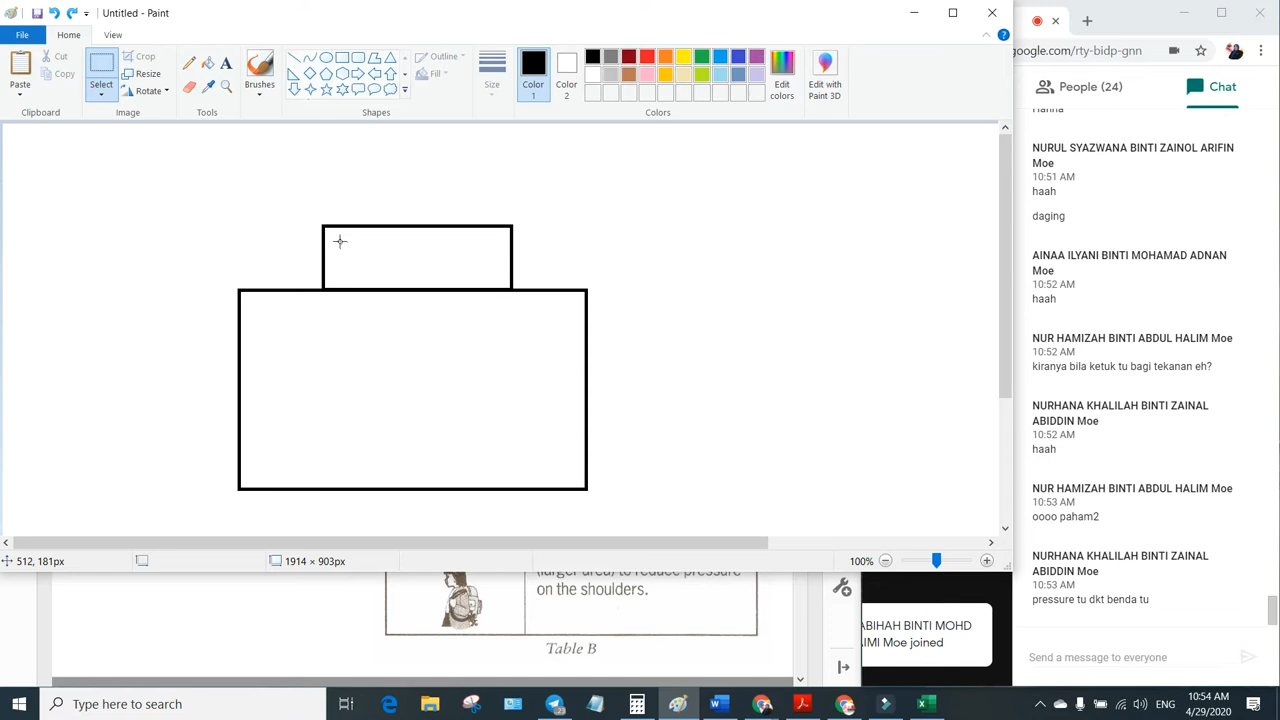 Untitled - Paint
File
Home
View
Paste
Cut
Copy
Clipboard
Select
Crop
Resize
Rotate
Image
Tools
Brushes
Shapes
Outline
Fill
Size
Color
1
Color
2
Colors
Edit
colors
Edit with
Paint 3D
512, 181px
1914 × 903px
100%
(larger area) to reduce pressure
on the shoulders.
Table B
google.com/rty-bidp-gnn
People (24)
Chat
NURUL SYAZWANA BINTI ZAINOL ARIFIN
Moe
10:51 AM
haah
daging
AINAA ILYANI BINTI MOHAMAD ADNAN
Moe
10:52 AM
haah
NUR HAMIZAH BINTI ABDUL HALIM Moe
10:52 AM
kiranya bila ketuk tu bagi tekanan eh?
NURHANA KHALILAH BINTI ZAINAL
ABIDDIN Moe
10:52 AM
haah
NUR HAMIZAH BINTI ABDUL HALIM Moe
10:53 AM
oooo paham2
NURHANA KHALILAH BINTI ZAINAL
ABIDDIN Moe
10:53 AM
pressure tu dkt benda tu
ABIHAH BINTI MOHD
AIMI Moe joined
Send a message to everyone
Type here to search
ENG
10:54 AM
4/29/2020